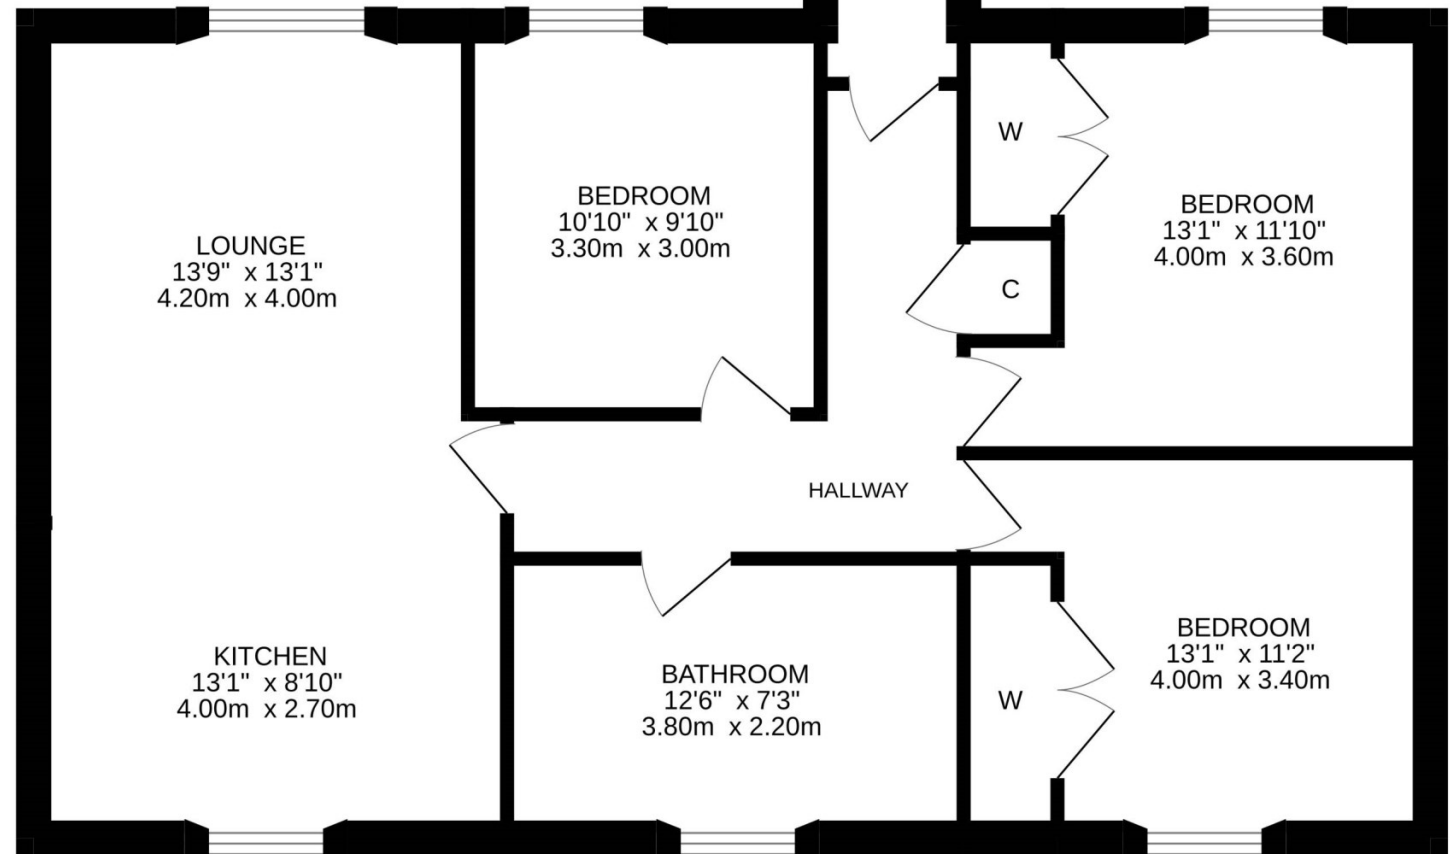 LOUNGE
13'9" x 13'1"
4.20m x 4.00m
BEDROOM
10'10" x 9'10"
3.30m x 3.00m
W
C
BEDROOM
13'1" x 11'10"
4.00m x 3.60m
HALLWAY
KITCHEN
13'1" x 8'10"
4.00m x 2.70m
BATHROOM
12'6" x 7'3"
3.80m x 2.20m
W
BEDROOM
13'1" x 11'2"
4.00m x 3.40m